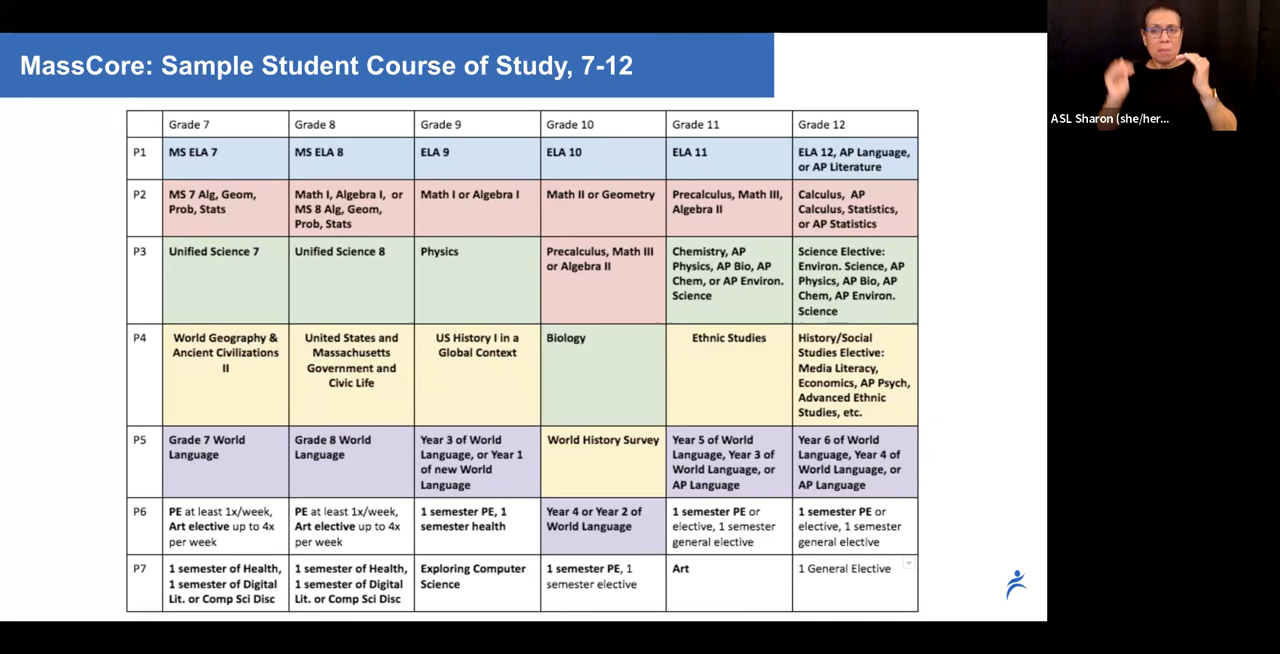 MassCore: Sample Student Course of Study, 7-12
Grade 7
Grade 8
Grade 9
Grade 10
Grade 11
Grade 12
P1
MS ELA 7
MS ELA 8
ELA 9
ELA 10
ELA 11
ELA 12, AP Language,
or AP Literature
P2
MS 7 Alg, Geom,
Prob, Stats
Math I, Algebra I, or
MS 8 Alg, Geom,
Prob, Stats
Math I or Algebra I
Math II or Geometry
Precalculus, Math III,
Algebra II
Calculus, AP
Calculus, Statistics,
or AP Statistics
P3
Unified Science 7
Unified Science 8
Physics
Precalculus, Math III
or Algebra II
Chemistry, AP
Physics, AP Bio, AP
Chem, or AP Environ.
Science
Science Elective:
Environ. Science, AP
Physics, AP Bio, AP
Chem, AP Environ.
Science
P4
World Geography &
Ancient Civilizations
II
United States and
Massachusetts
Government and
Civic Life
US History I in a
Global Context
Biology
Ethnic Studies
History/Social
Studies Elective:
Media Literacy,
Economics, AP Psych,
Advanced Ethnic
Studies, etc.
P5
Grade 7 World
Language
Grade 8 World
Language
Year 3 of World
Language, or Year 1
of new World
Language
World History Survey
Year 5 of World
Language, Year 3 of
World Language, or
AP Language
Year 6 of World
Language, Year 4 of
World Language, or
AP Language
P6
PE at least 1x/week,
Art elective up to 4x
per week
PE at least 1x/week,
Art elective up to 4x
per week
1 semester PE, 1
semester health
Year 4 or Year 2 of
World Language
1 semester PE or
elective, 1 semester
general elective
1 semester PE or
elective, 1 semester
general elective
P7
1 semester of Health,
1 semester of Digital
Lit. or Comp Sci Disc
1 semester of Health,
1 semester of Digital
Lit. or Comp Sci Disc
Exploring Computer
Science
1 semester PE, 1
semester elective
Art
1 General Elective
ASL Sharon (she/her...